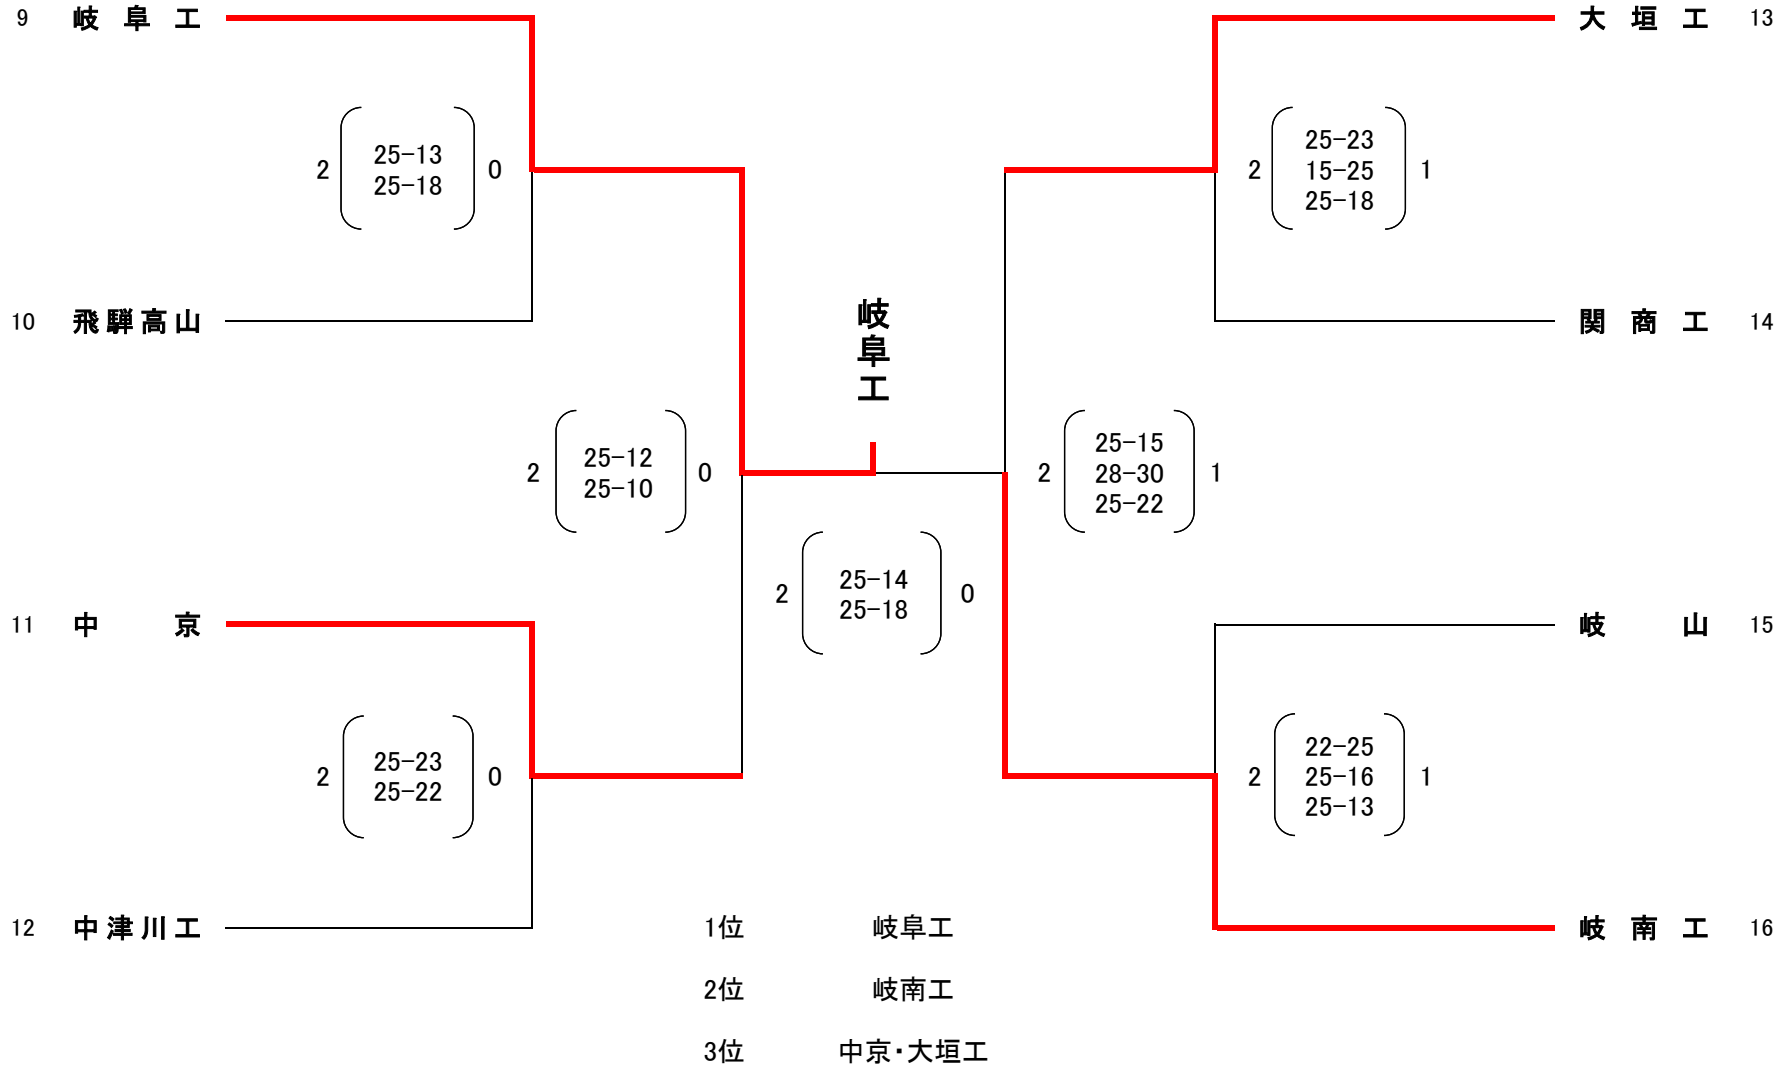 9 岐阜工
大垣工 13
2 25-13 0
25-18
2 25-23 1
15-25
25-18
10 飛騨高山
岐阜工
関商工 14
2 25-12 0
25-10
2 25-15 1
28-30
25-22
2 25-14 0
25-18
11 中京
岐山 15
2 25-23 0
25-22
2 22-25 1
25-16
25-13
12 中津川工
岐南工 16
1位 岐阜工
2位 岐南工
3位 中京・大垣工